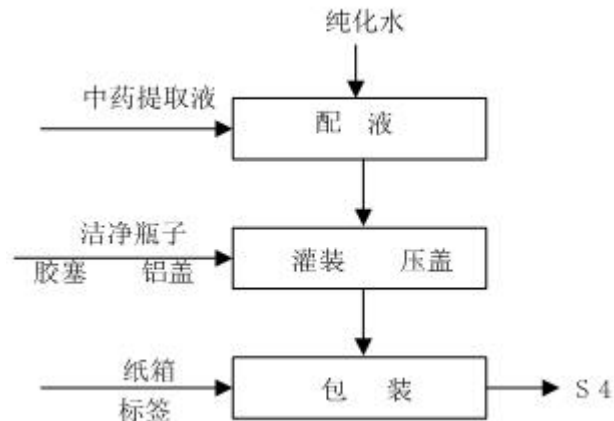 纯化水
中药提取液
配 液
洁净瓶子
胶塞 铝盖
灌装 压盖
纸箱
标签
包 装
S 4